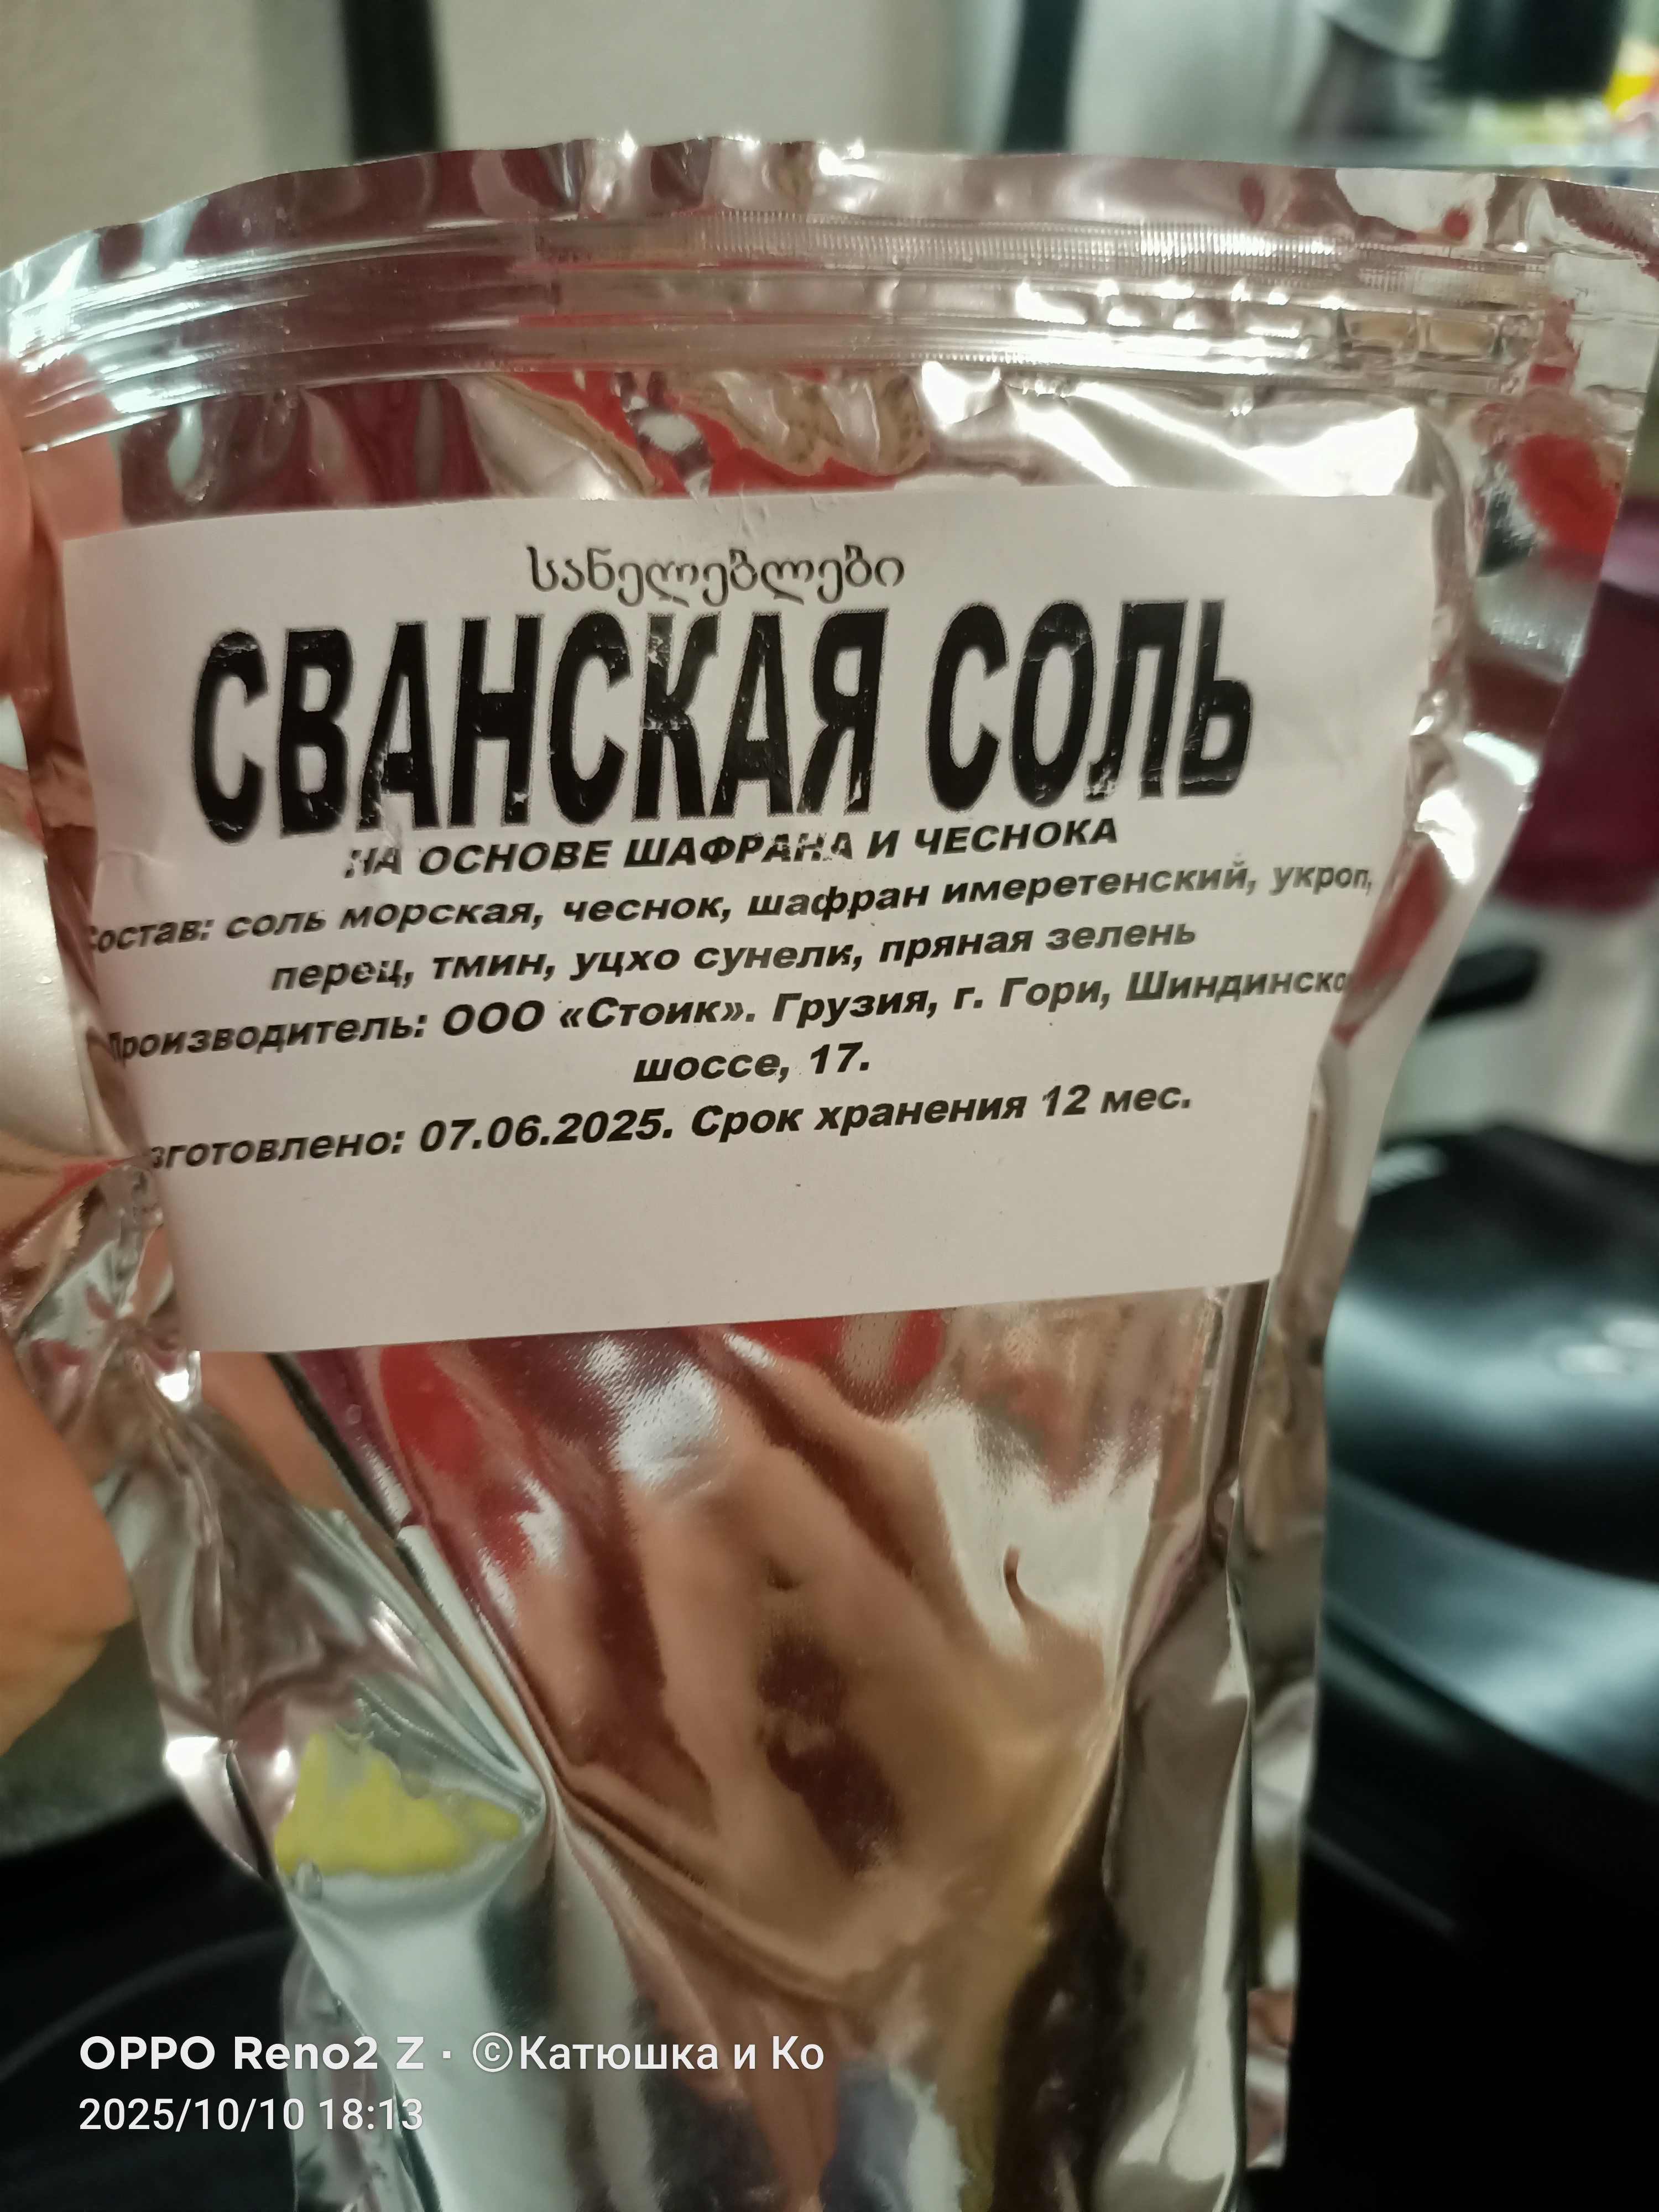 სანელებლები
СВАНСКАЯ СОЛЬ
НА ОСНОВЕ ШАФРАНА И ЧЕСНОКА
Состав: соль морская, чеснок, шафран имеретенский, укроп,
перец, тмин, уцхо сунели, пряная зелень
Производитель: ООО «Стоик». Грузия, г. Гори, Шиндинско
шоссе, 17.
зготовлено: 07.06.2025. Срок хранения 12 мес.
OPPO Reno2 Z · ©Катюшка и Ко
2025/10/10 18:13